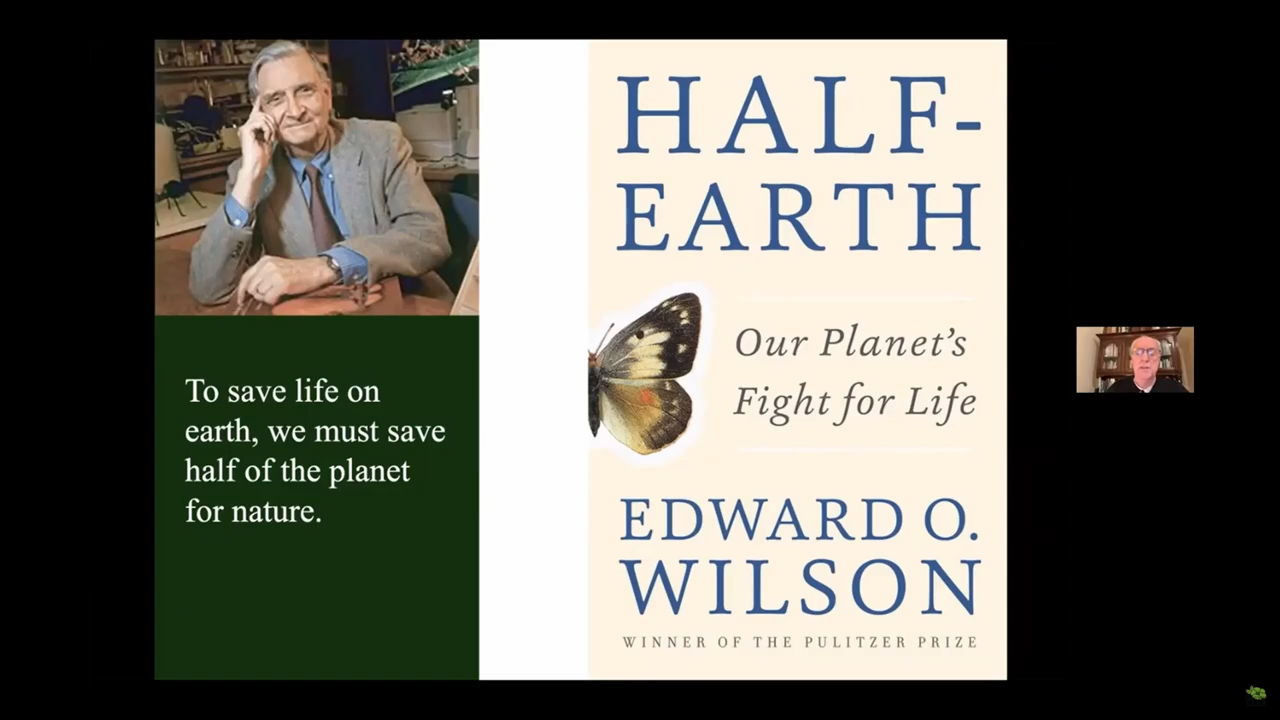 To save life on
earth, we must save
half of the planet
for nature.
HALF-
EARTH
Our Planet's
Fight for Life
EDWARD O.
WILSON
WINNER OF THE PULITZER PRIZE